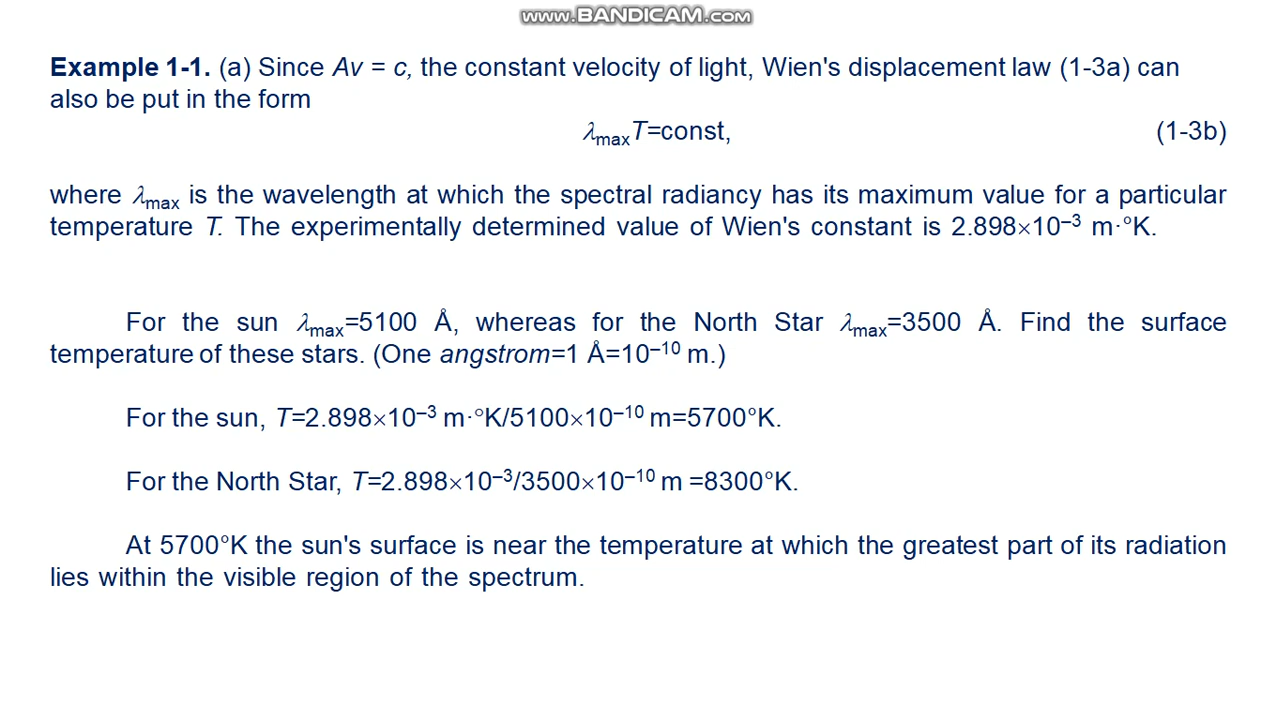 www.BANDICAM.com
Example 1-1. (a) Since Av = c, the constant velocity of light, Wien's displacement law (1-3a) can
also be put in the form
λmaxT=const, (1-3b)
where λmax is the wavelength at which the spectral radiancy has its maximum value for a particular
temperature T. The experimentally determined value of Wien's constant is 2.898×10⁻³ m·°K.
For the sun λmax=5100 Å, whereas for the North Star λmax=3500 Å. Find the surface
temperature of these stars. (One angstrom=1 Å=10⁻¹⁰ m.)
For the sun, T=2.898×10⁻³ m·°K/5100×10⁻¹⁰ m=5700°K.
For the North Star, T=2.898×10⁻³/3500×10⁻¹⁰ m =8300°K.
At 5700°K the sun's surface is near the temperature at which the greatest part of its radiation
lies within the visible region of the spectrum.